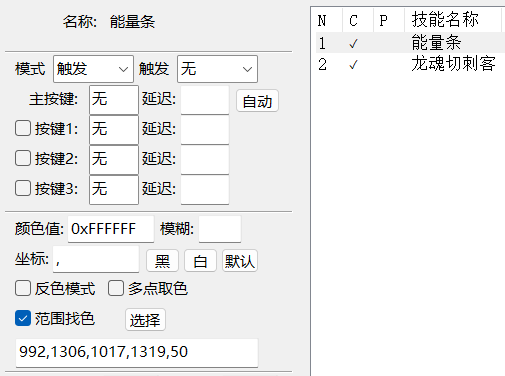 名称: 能量条
模式 触发 触发 无
主按键: 无 延迟: 自动
按键1: 无 延迟:
按键2: 无 延迟:
按键3: 无 延迟:
颜色值: 0xFFFFFF 模糊:
坐标: , 黑 白 默认
反色模式 多点取色
范围找色 选择
992,1306,1017,1319,50
N C P 技能名称
1 ✓ 能量条
2 ✓ 龙魂切刺客